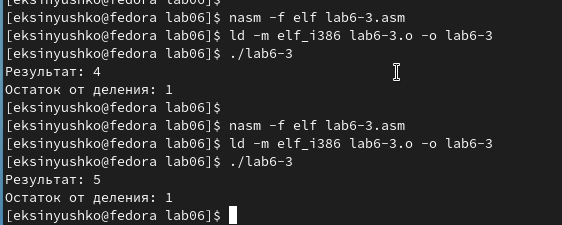 [eksinyushko@fedora lab06]$
[eksinyushko@fedora lab06]$ nasm -f elf lab6-3.asm
[eksinyushko@fedora lab06]$ ld -m elf_i386 lab6-3.o -o lab6-3
[eksinyushko@fedora lab06]$ ./lab6-3
Результат: 4
Остаток от деления: 1
[eksinyushko@fedora lab06]$
[eksinyushko@fedora lab06]$ nasm -f elf lab6-3.asm
[eksinyushko@fedora lab06]$ ld -m elf_i386 lab6-3.o -o lab6-3
[eksinyushko@fedora lab06]$ ./lab6-3
Результат: 5
Остаток от деления: 1
[eksinyushko@fedora lab06]$